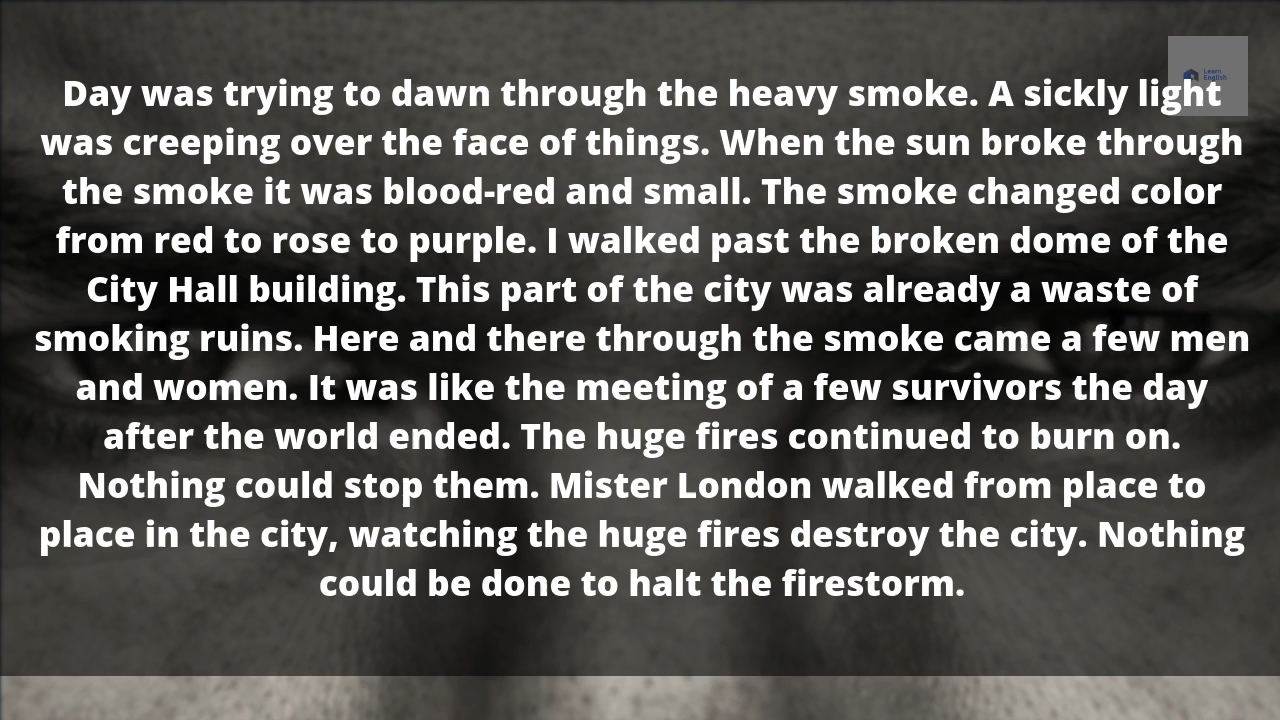 Learn
English
Day was trying to dawn through the heavy smoke. A sickly light
was creeping over the face of things. When the sun broke through
the smoke it was blood-red and small. The smoke changed color
from red to rose to purple. I walked past the broken dome of the
City Hall building. This part of the city was already a waste of
smoking ruins. Here and there through the smoke came a few men
and women. It was like the meeting of a few survivors the day
after the world ended. The huge fires continued to burn on.
Nothing could stop them. Mister London walked from place to
place in the city, watching the huge fires destroy the city. Nothing
could be done to halt the firestorm.